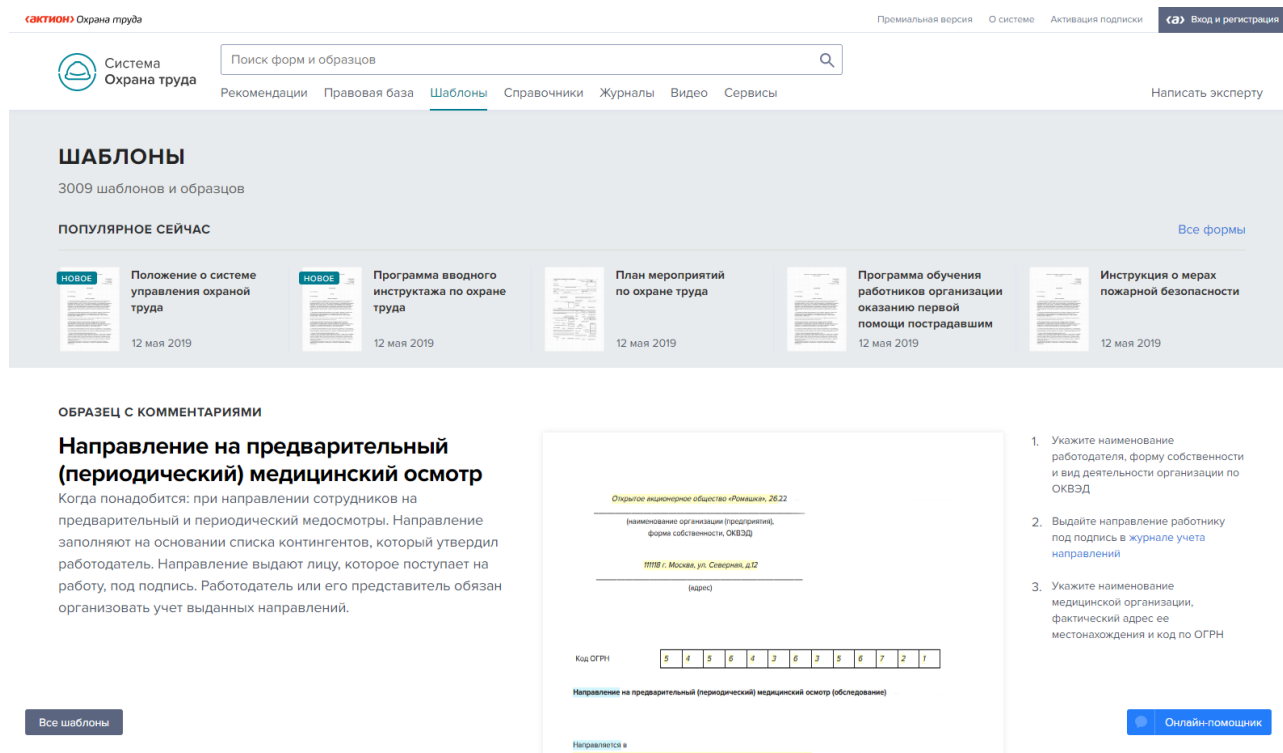 ‹актион› Охрана труда
Премиальная версия О системе Активация подписки ‹а› Вход и регистрация
Система
Охрана труда
Поиск форм и образцов
Рекомендации Правовая база Шаблоны Справочники Журналы Видео Сервисы
Написать эксперту
ШАБЛОНЫ
3009 шаблонов и образцов
ПОПУЛЯРНОЕ СЕЙЧАС
Все формы
НОВОЕ
Положение о системе
управления охраной
труда
12 мая 2019
НОВОЕ
Программа вводного
инструктажа по охране
труда
12 мая 2019
План мероприятий
по охране труда
12 мая 2019
Программа обучения
работников организации
оказанию первой
помощи пострадавшим
12 мая 2019
Инструкция о мерах
пожарной безопасности
12 мая 2019
ОБРАЗЕЦ С КОММЕНТАРИЯМИ
Направление на предварительный
(периодический) медицинский осмотр
Когда понадобится: при направлении сотрудников на
предварительный и периодический медосмотры. Направление
заполняют на основании списка контингентов, который утвердил
работодатель. Направление выдают лицу, которое поступает на
работу, под подпись. Работодатель или его представитель обязан
организовать учет выданных направлений.
Открытое акционерное общество «Ромашка», 26.22
(наименование организации (предприятия),
форма собственности, ОКВЭД)
111118 г. Москва, ул. Северная, д.12
(адрес)
Код ОГРН 5 4 5 6 4 3 6 3 5 6 7 2 1
Направление на предварительный (периодический) медицинский осмотр (обследование)
Направляется в
1. Укажите наименование
работодателя, форму собственности
и вид деятельности организации по
ОКВЭД
2. Выдайте направление работнику
под подпись в журнале учета
направлений
3. Укажите наименование
медицинской организации,
фактический адрес ее
местонахождения и код по ОГРН
Все шаблоны
Онлайн-помощник